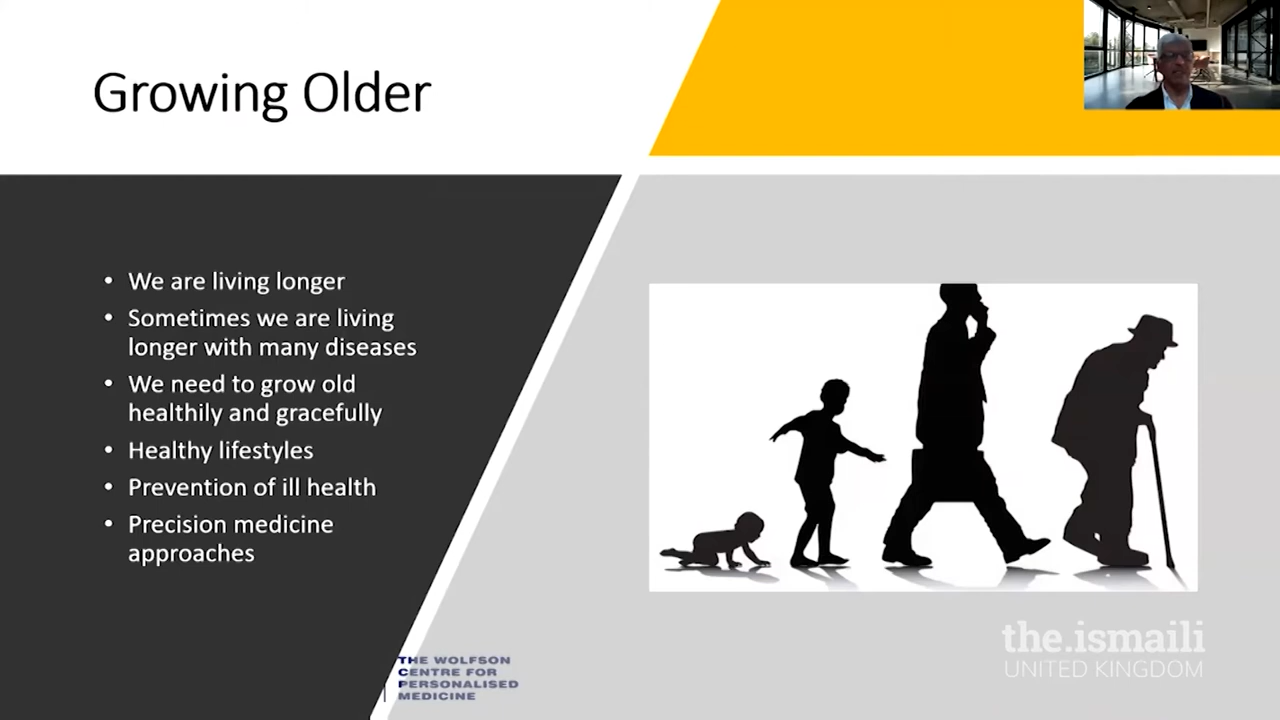 Growing Older
• We are living longer
• Sometimes we are living
longer with many diseases
• We need to grow old
healthily and gracefully
• Healthy lifestyles
• Prevention of ill health
• Precision medicine
approaches
THE WOLFSON
CENTRE FOR
PERSONALISED
MEDICINE
the.ismaili
UNITED KINGDOM